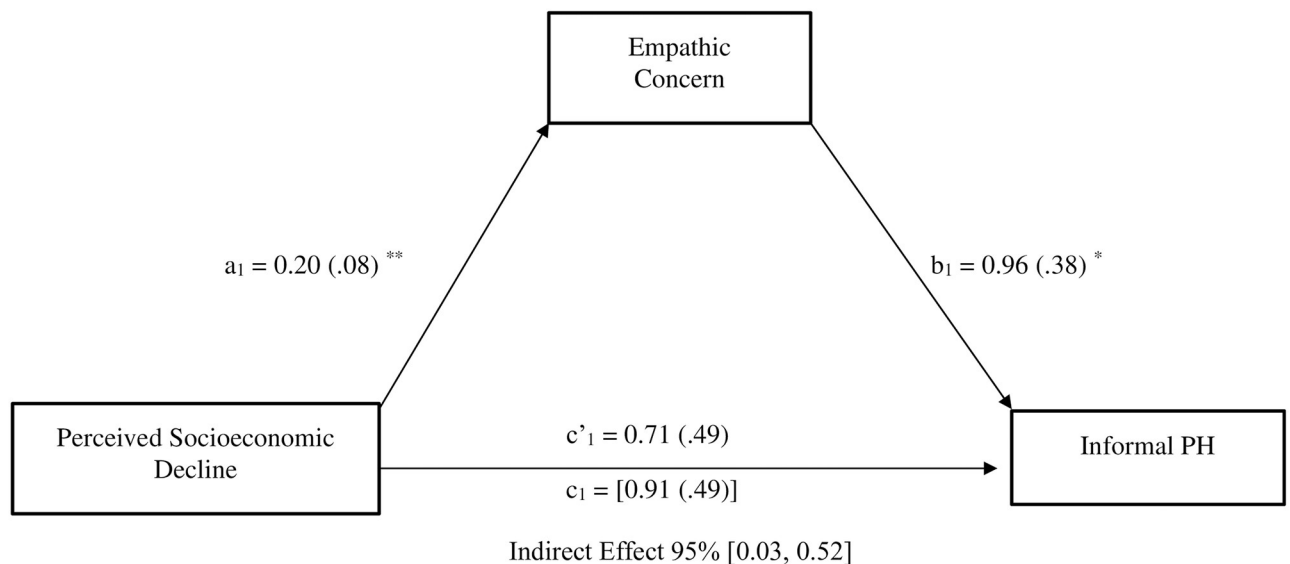 Empathic
Concern
a₁ = 0.20 (.08) **
b₁ = 0.96 (.38) *
Perceived Socioeconomic
Decline
c’₁ = 0.71 (.49)
c₁ = [0.91 (.49)]
Informal PH
Indirect Effect 95% [0.03, 0.52]